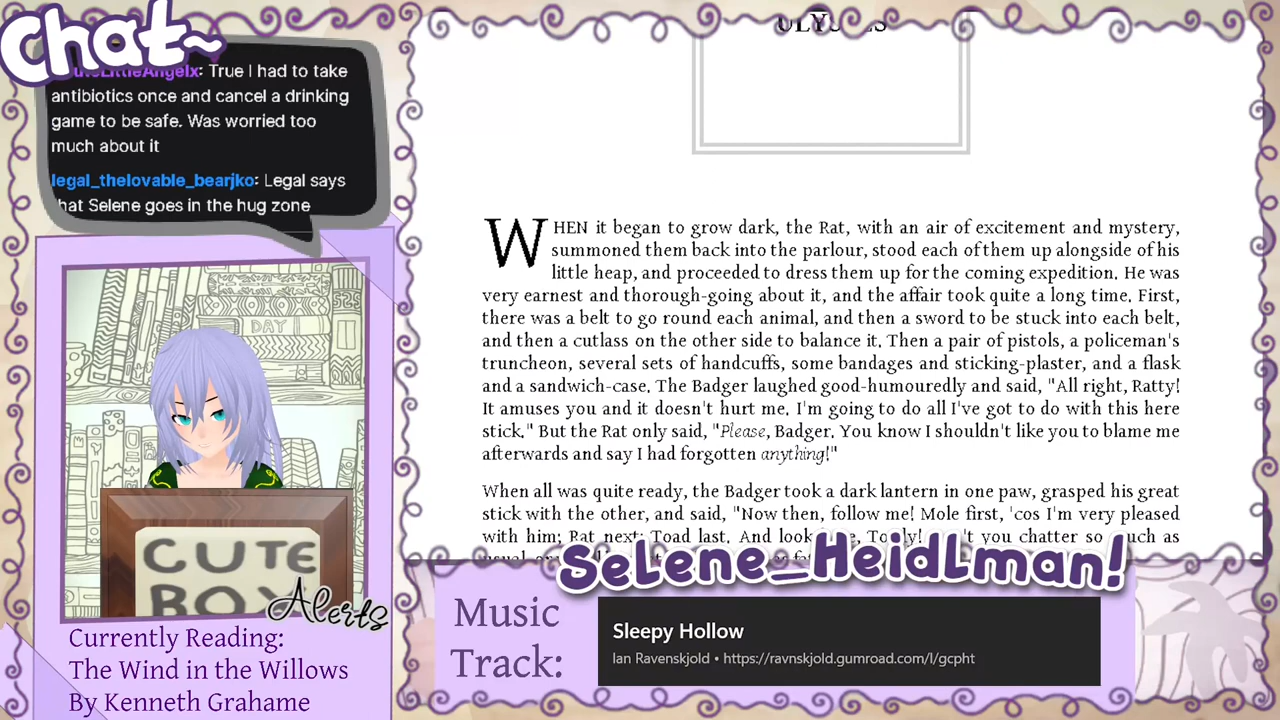 Chat~
LittleAngelx: True I had to take
antibiotics once and cancel a drinking
game to be safe. Was worried too
much about it
legal_thelovable_bearjko: Legal says
that Selene goes in the hug zone
DAY
CUTE
BOX
Alerts
Currently Reading:
The Wind in the Willows
By Kenneth Grahame
ULYSSES
WHEN it began to grow dark, the Rat, with an air of excitement and mystery,
summoned them back into the parlour, stood each of them up alongside of his
little heap, and proceeded to dress them up for the coming expedition. He was
very earnest and thorough-going about it, and the affair took quite a long time. First,
there was a belt to go round each animal, and then a sword to be stuck into each belt,
and then a cutlass on the other side to balance it. Then a pair of pistols, a policeman's
truncheon, several sets of handcuffs, some bandages and sticking-plaster, and a flask
and a sandwich-case. The Badger laughed good-humouredly and said, "All right, Ratty!
It amuses you and it doesn't hurt me. I'm going to do all I've got to do with this here
stick." But the Rat only said, "Please, Badger. You know I shouldn't like you to blame me
afterwards and say I had forgotten anything!"
When all was quite ready, the Badger took a dark lantern in one paw, grasped his great
stick with the other, and said, "Now then, follow me! Mole first, 'cos I'm very pleased
with him; Rat next; Toad last. And look you chatter so much as
Selene_Heidlman!
Music
Track:
Sleepy Hollow
Ian Ravenskjold • https://ravnskjold.gumroad.com/l/gcpht